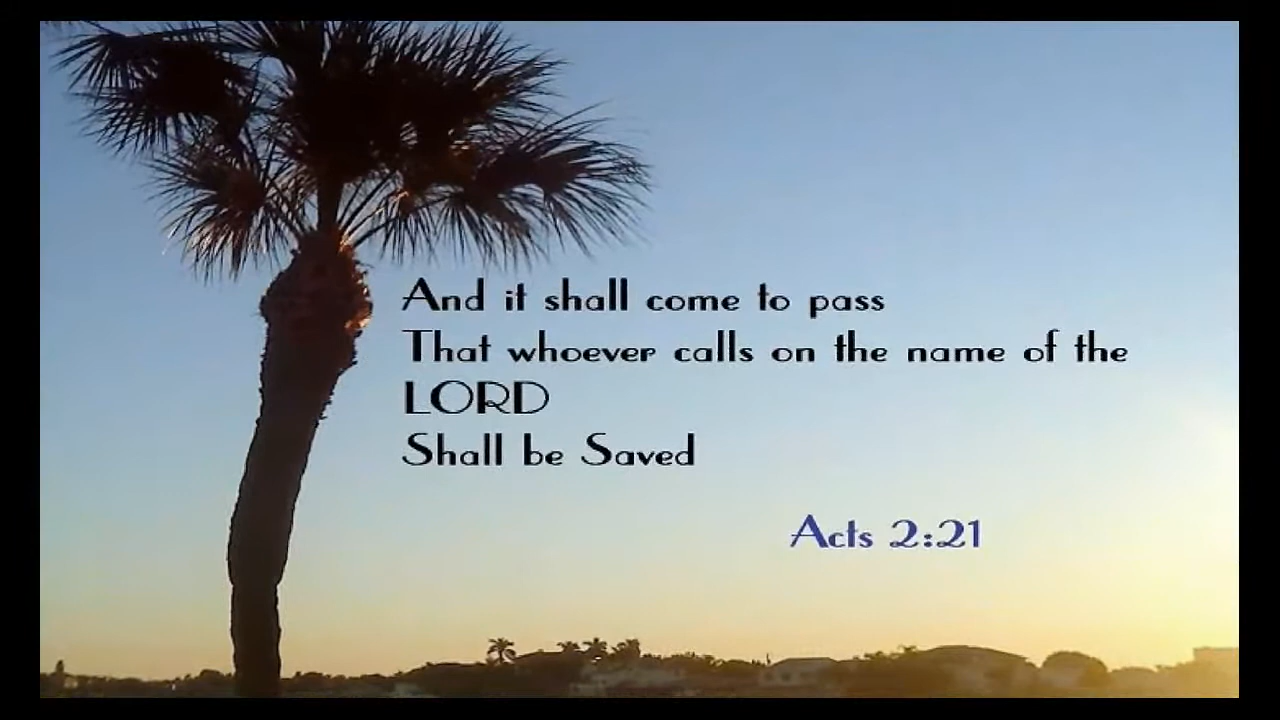 And it shall come to pass
That whoever calls on the name of the
LORD
Shall be Saved
Acts 2:21